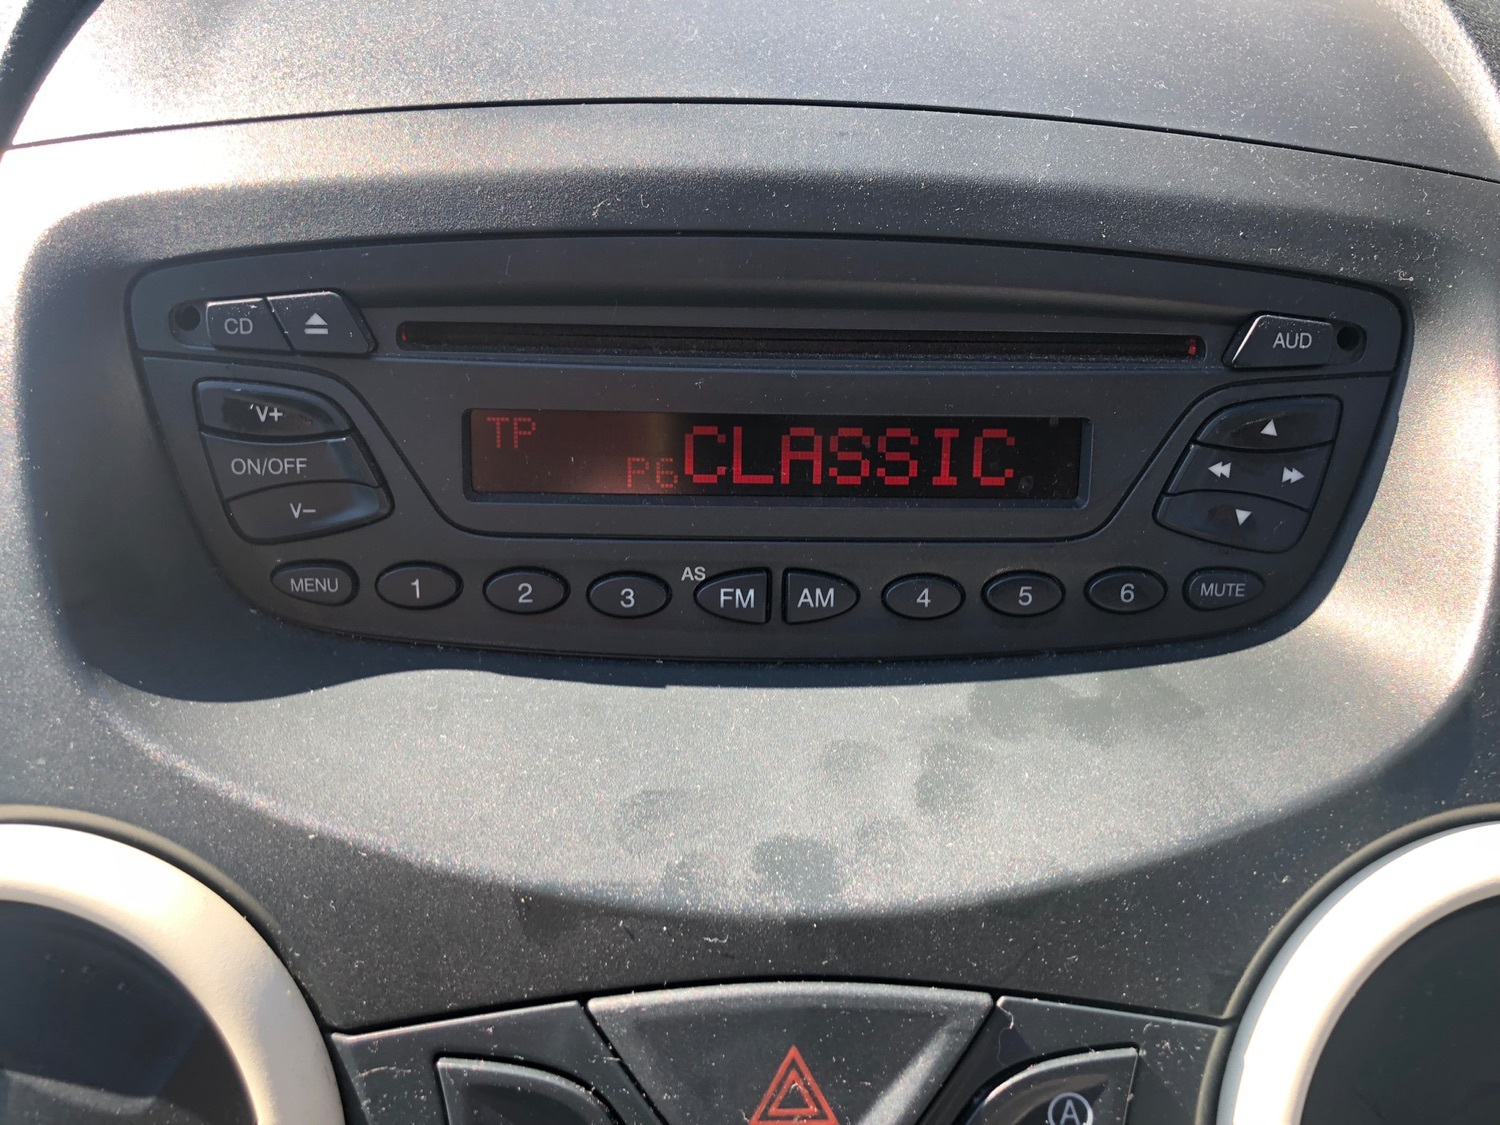 CD
AUD
V+
ON/OFF
V–
TP
P6
CLASSIC
AS
MENU 1 2 3 FM AM 4 5 6 MUTE
A